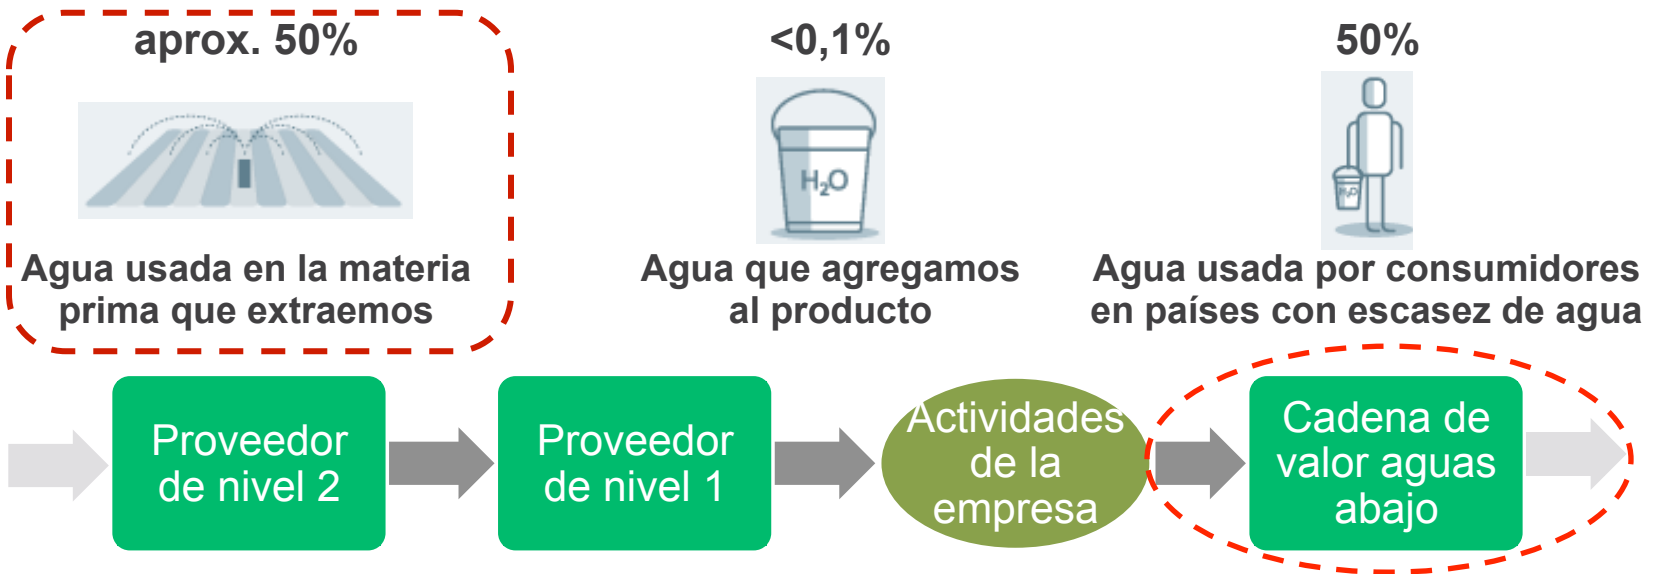 aprox. 50%
<0,1%
50%
H₂O
H₂O
Agua usada en la materia
prima que extraemos
Agua que agregamos
al producto
Agua usada por consumidores
en países con escasez de agua
Proveedor
de nivel 2
Proveedor
de nivel 1
Actividades
de la
empresa
Cadena de
valor aguas
abajo